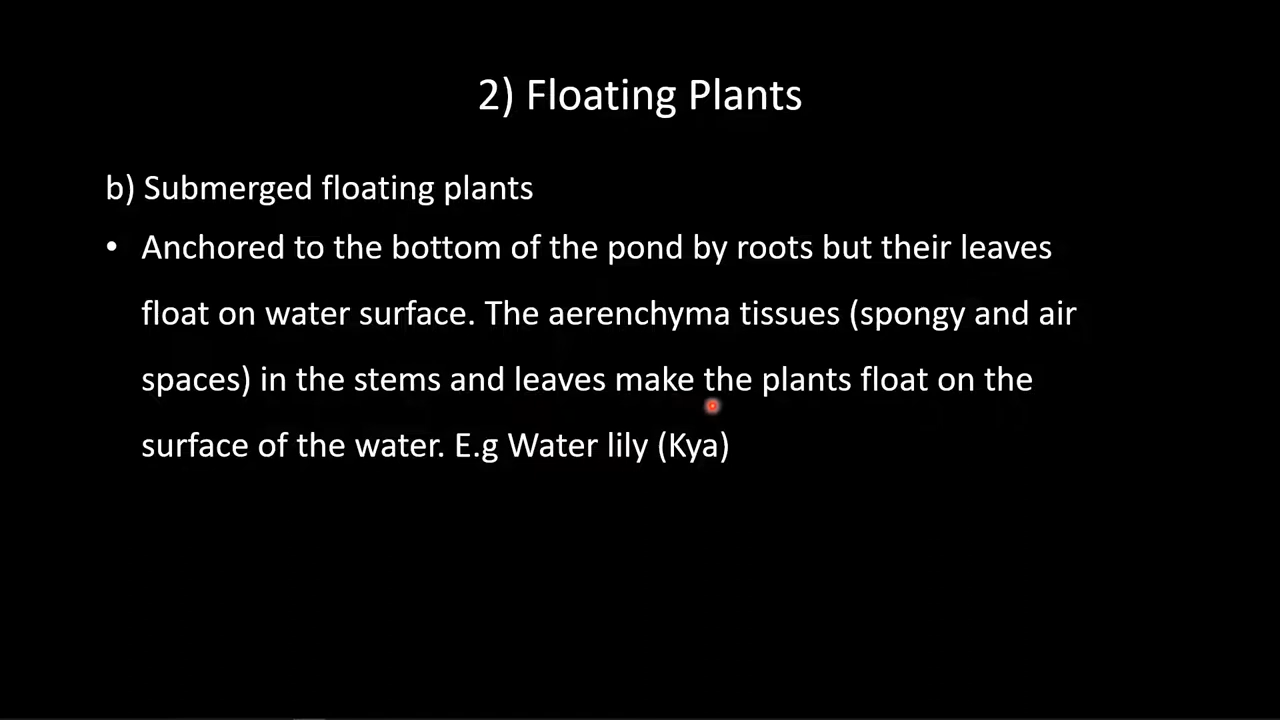 2) Floating Plants
b) Submerged floating plants
• Anchored to the bottom of the pond by roots but their leaves
float on water surface. The aerenchyma tissues (spongy and air
spaces) in the stems and leaves make the plants float on the
surface of the water. E.g Water lily (Kya)